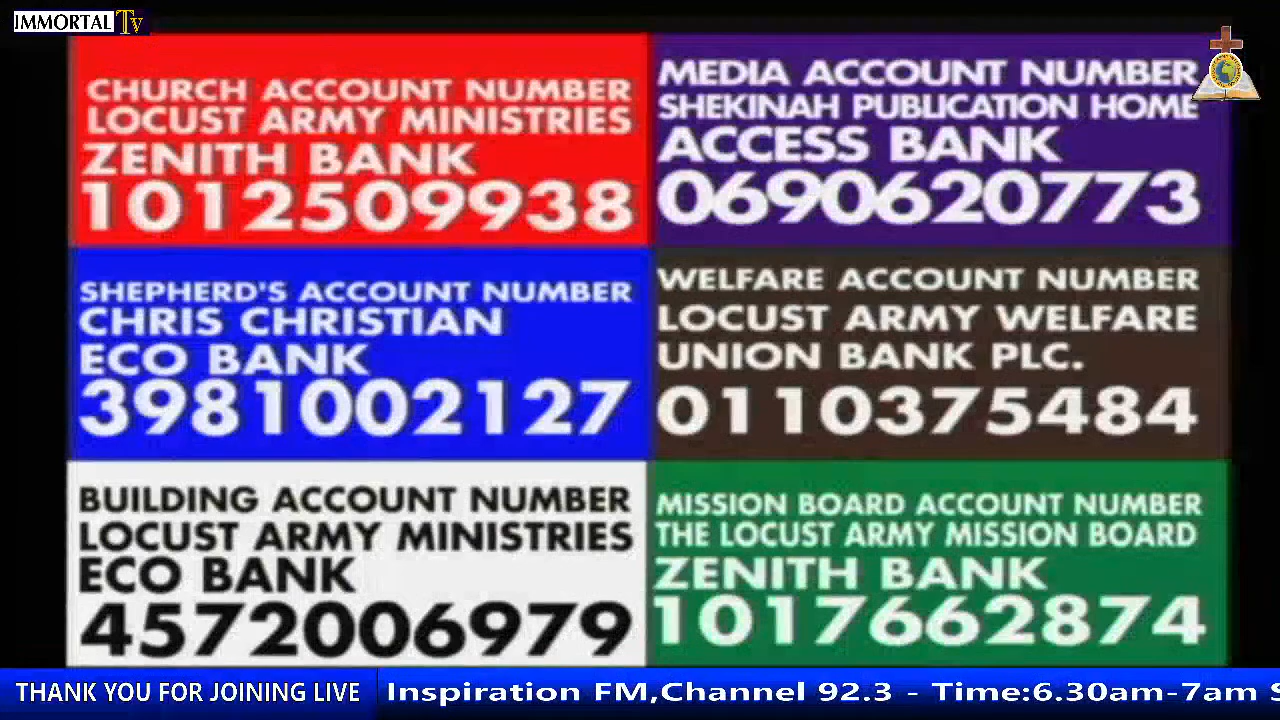 IMMORTAL Tv
CHURCH ACCOUNT NUMBER
LOCUST ARMY MINISTRIES
ZENITH BANK
1012509938
MEDIA ACCOUNT NUMBER
SHEKINAH PUBLICATION HOME
ACCESS BANK
0690620773
SHEPHERD'S ACCOUNT NUMBER
CHRIS CHRISTIAN
ECO BANK
3981002127
WELFARE ACCOUNT NUMBER
LOCUST ARMY WELFARE
UNION BANK PLC.
0110375484
BUILDING ACCOUNT NUMBER
LOCUST ARMY MINISTRIES
ECO BANK
4572006979
MISSION BOARD ACCOUNT NUMBER
THE LOCUST ARMY MISSION BOARD
ZENITH BANK
1017662874
THANK YOU FOR JOINING LIVE
Inspiration FM,Channel 92.3 - Time:6.30am-7am S